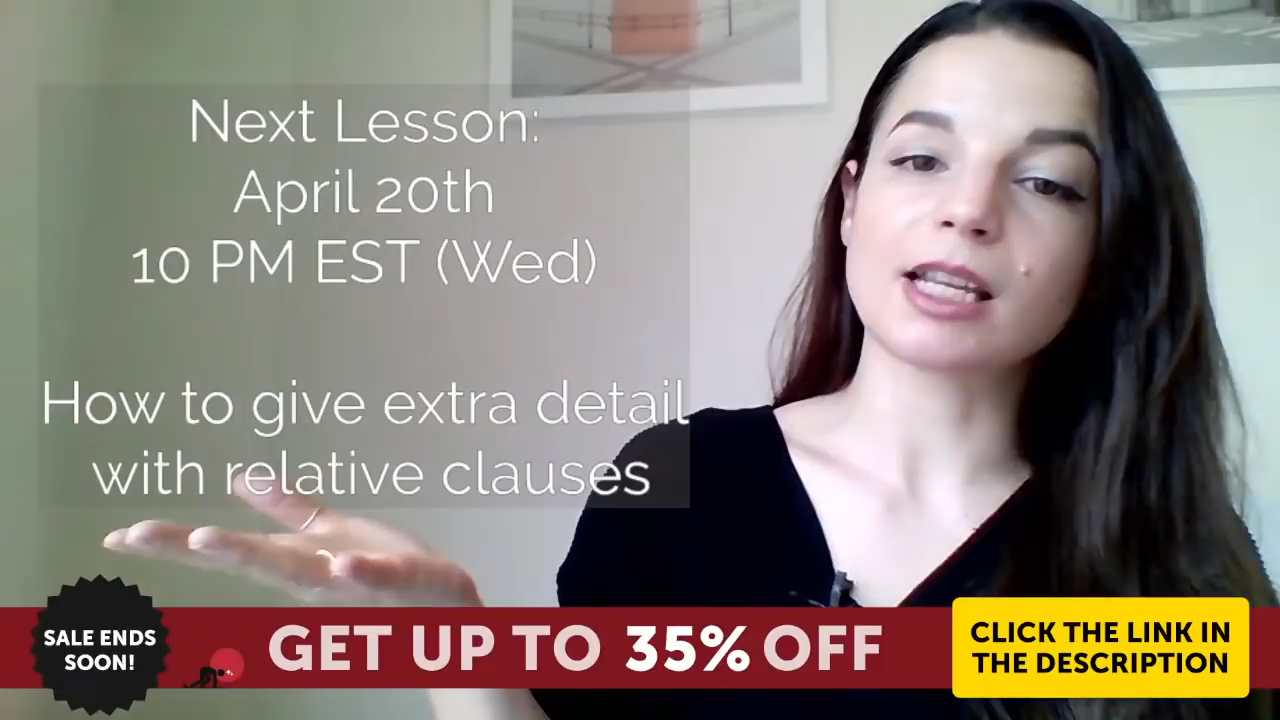 Next Lesson:
April 20th
10 PM EST (Wed)
How to give extra detail
with relative clauses
SALE ENDS
SOON!
GET UP TO 35% OFF
CLICK THE LINK IN
THE DESCRIPTION